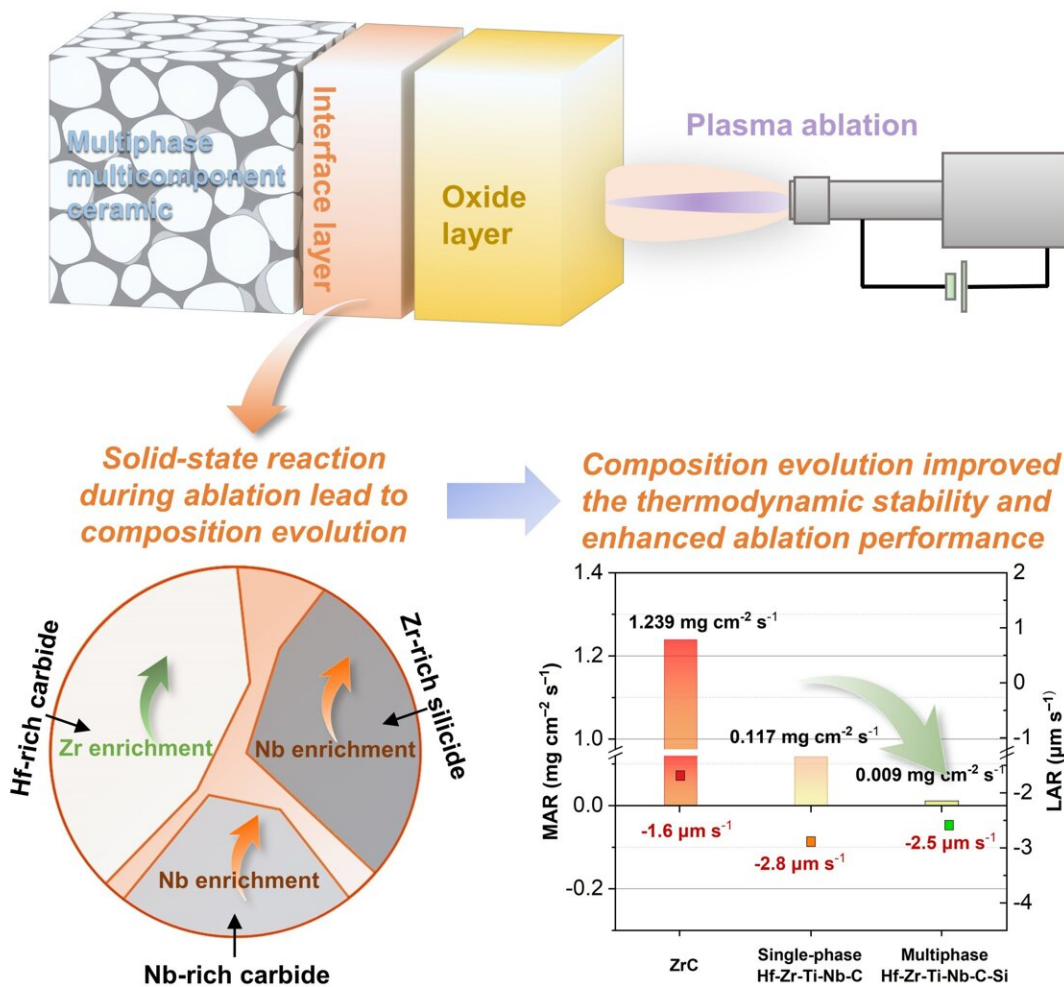 Multiphase
multicomponent
ceramic
Interface layer
Oxide
layer
Plasma ablation
Solid-state reaction
during ablation lead to
composition evolution
Composition evolution improved
the thermodynamic stability and
enhanced ablation performance
Hf-rich carbide
Zr enrichment
Zr-rich silicide
Nb enrichment
Nb enrichment
Nb-rich carbide
MAR (mg cm⁻² s⁻¹)
1.4
1.2
1.0
0.0
-0.2
1.239 mg cm⁻² s⁻¹
0.117 mg cm⁻² s⁻¹
0.009 mg cm⁻² s⁻¹
-1.6 μm s⁻¹
-2.8 μm s⁻¹
-2.5 μm s⁻¹
2
1
0
-1
-2
-3
-4
LAR (μm s⁻¹)
ZrC
Single-phase
Hf-Zr-Ti-Nb-C
Multiphase
Hf-Zr-Ti-Nb-C-Si